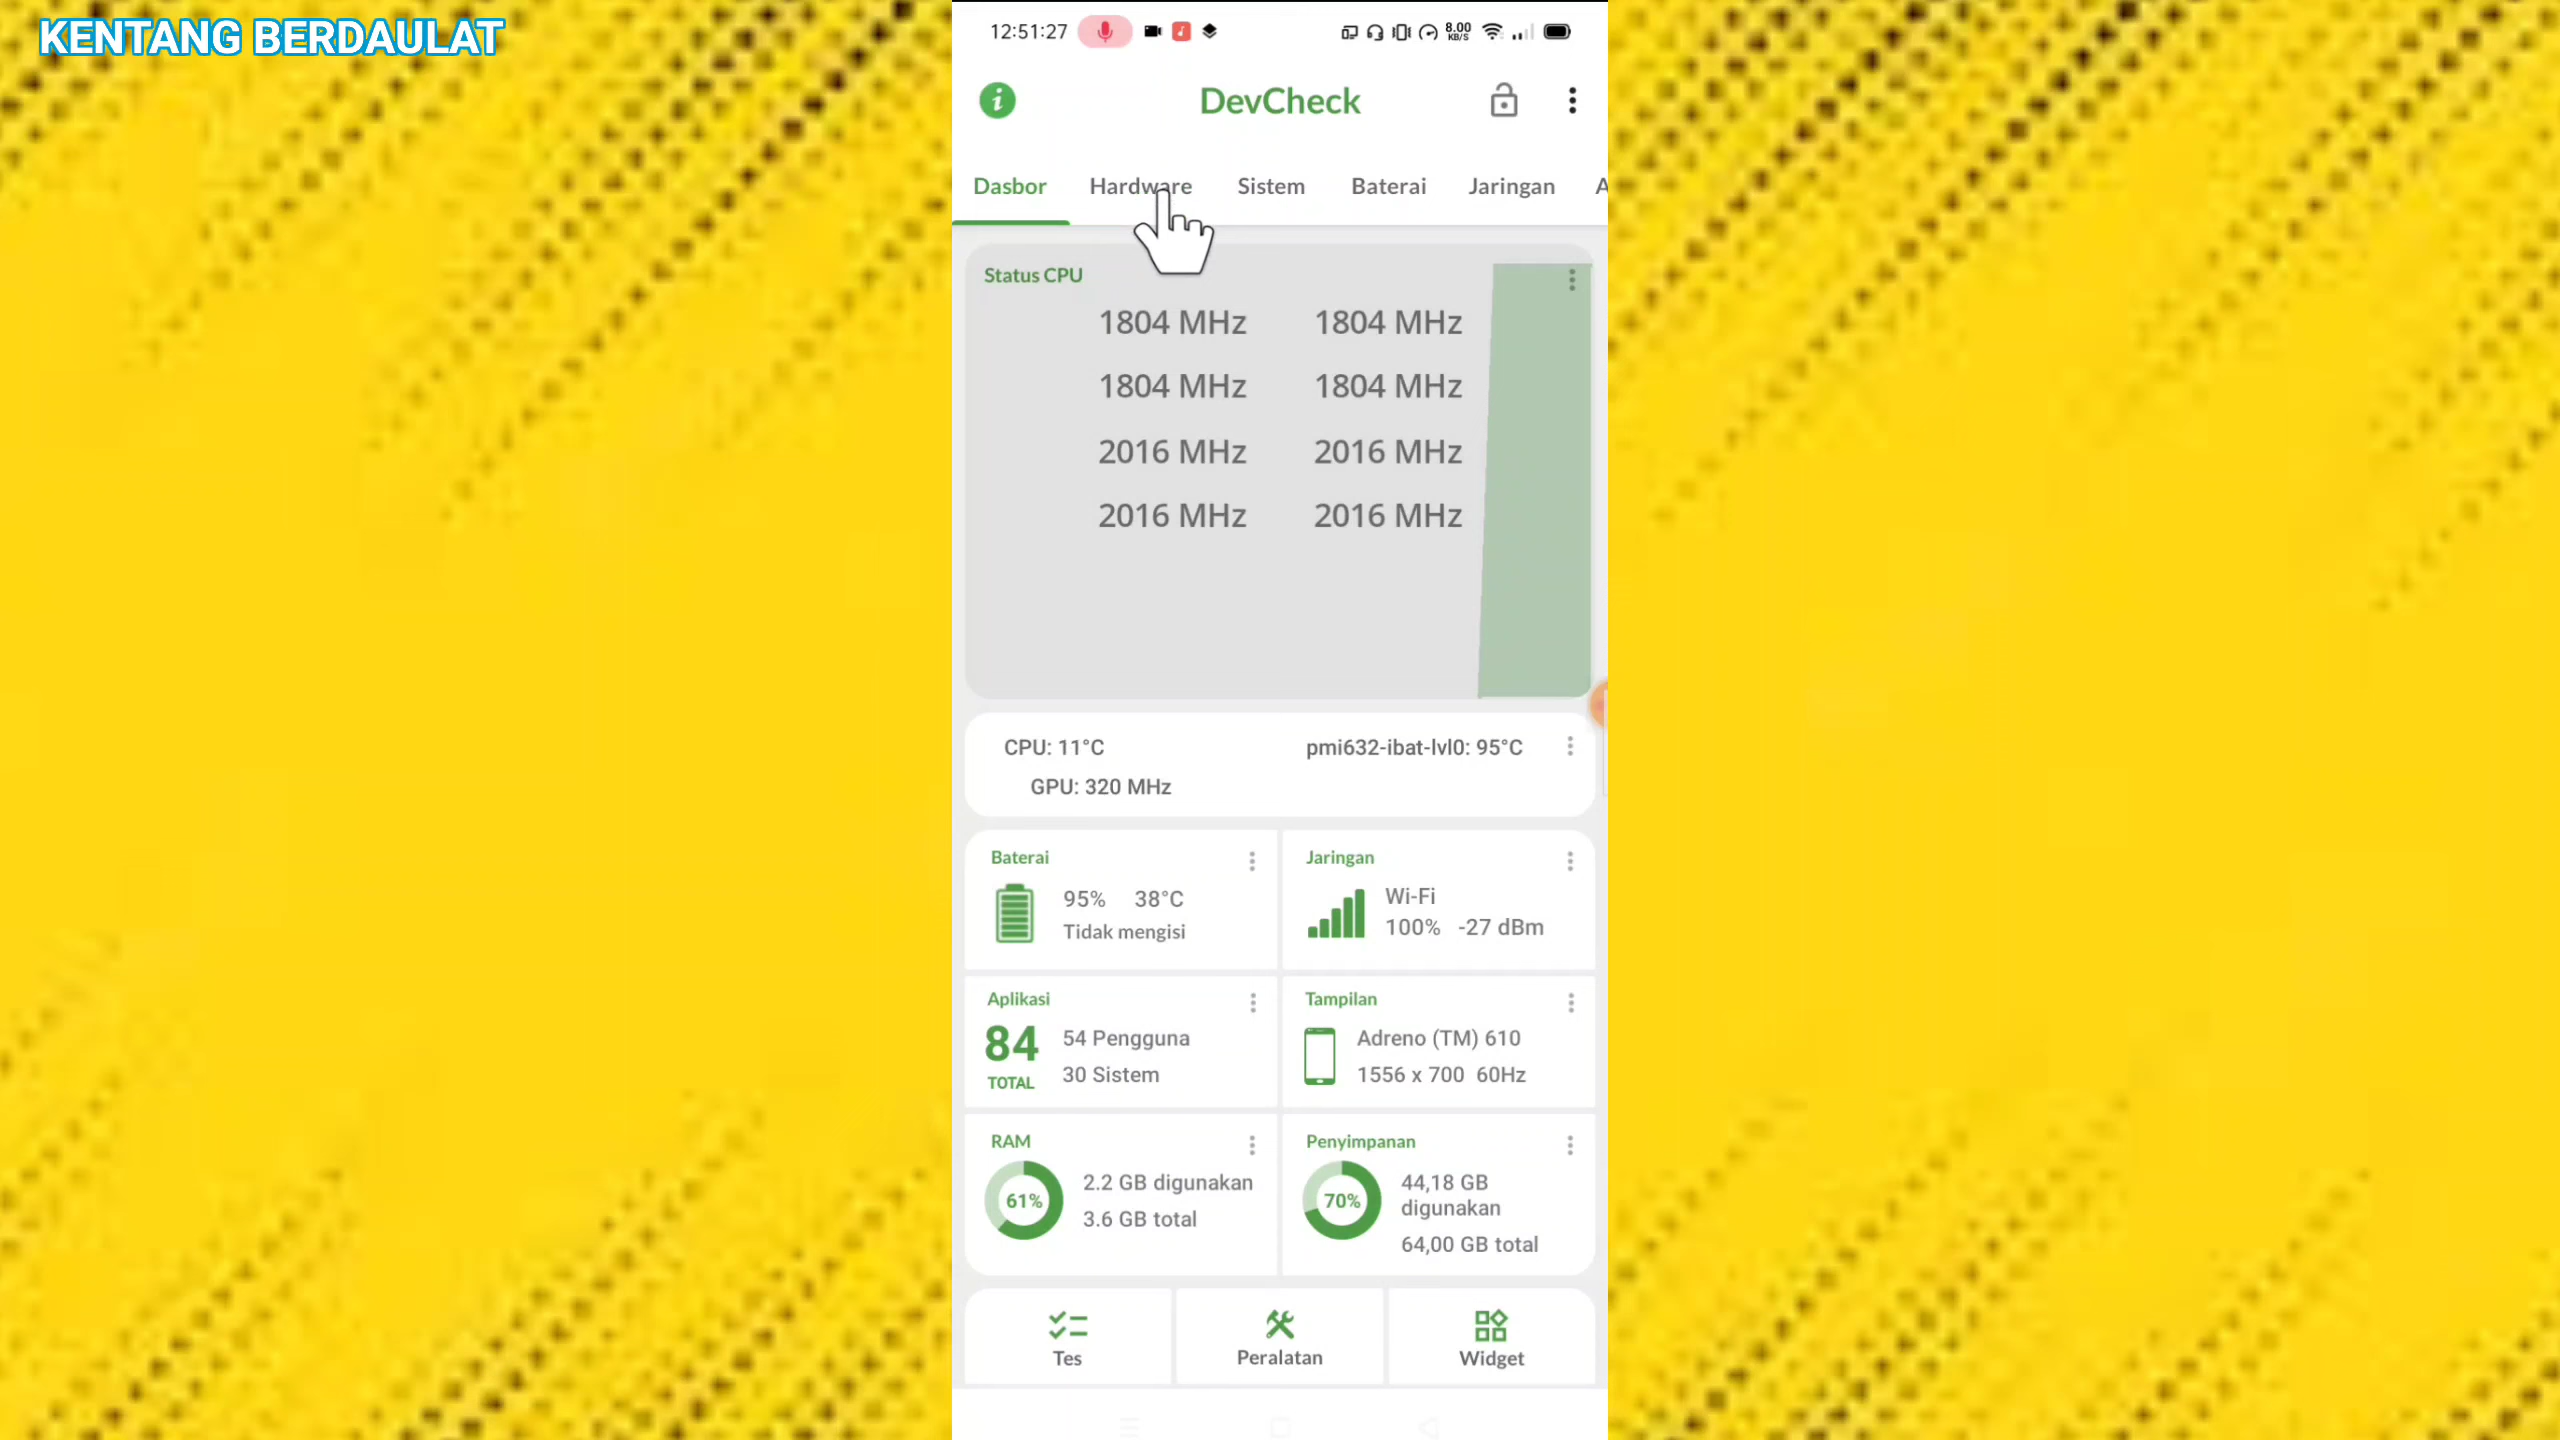 KENTANG BERDAULAT
12:51:27
8.00
KB/S
DevCheck
Dasbor Hardware Sistem Baterai Jaringan A
Status CPU
1804 MHz 1804 MHz
1804 MHz 1804 MHz
2016 MHz 2016 MHz
2016 MHz 2016 MHz
CPU: 11°C pmi632-ibat-lvl0: 95°C
GPU: 320 MHz
Baterai
95% 38°C
Tidak mengisi
Jaringan
Wi-Fi
100% -27 dBm
Aplikasi
84
TOTAL
54 Pengguna
30 Sistem
Tampilan
Adreno (TM) 610
1556 x 700 60Hz
RAM
61%
2.2 GB digunakan
3.6 GB total
Penyimpanan
70%
44,18 GB
digunakan
64,00 GB total
Tes
Peralatan
Widget